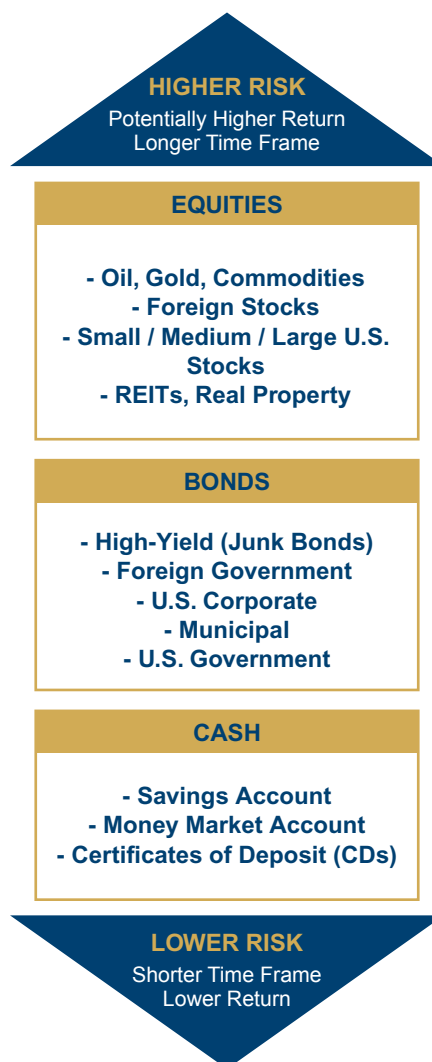 HIGHER RISK
Potentially Higher Return
Longer Time Frame
EQUITIES
- Oil, Gold, Commodities
- Foreign Stocks
- Small / Medium / Large U.S.
Stocks
- REITs, Real Property
BONDS
- High-Yield (Junk Bonds)
- Foreign Government
- U.S. Corporate
- Municipal
- U.S. Government
CASH
- Savings Account
- Money Market Account
- Certificates of Deposit (CDs)
LOWER RISK
Shorter Time Frame
Lower Return